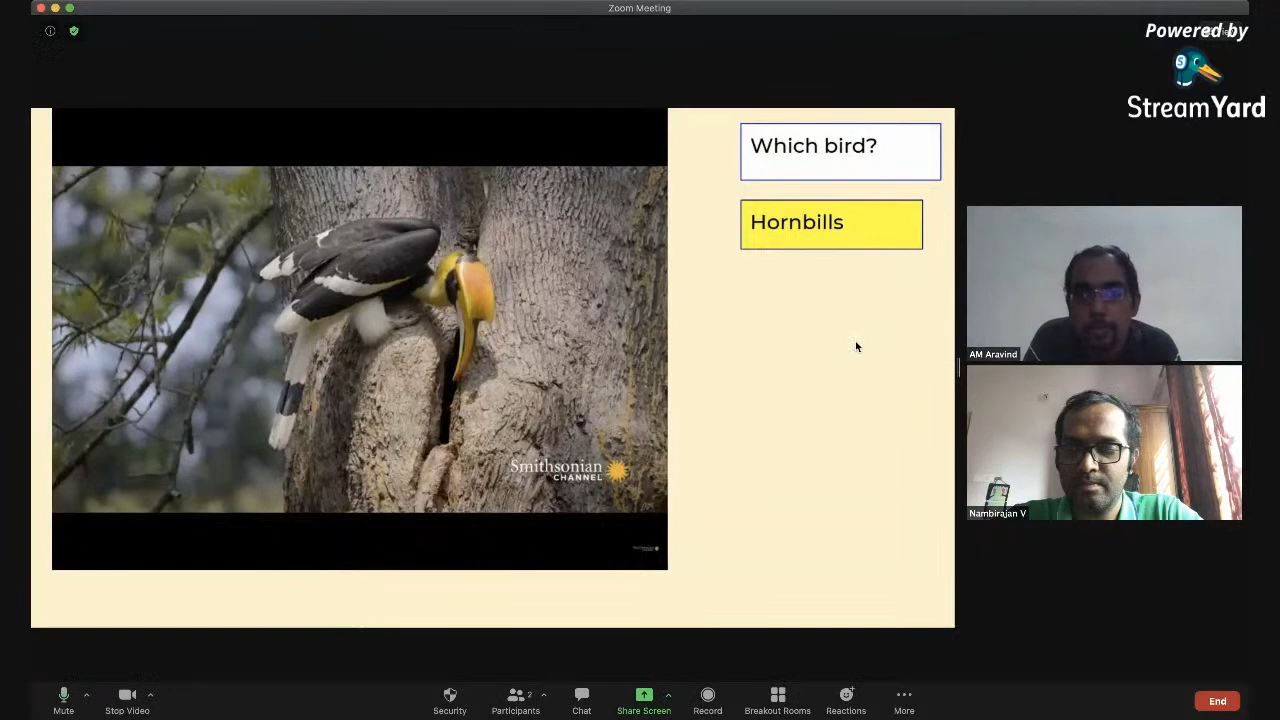 Zoom Meeting
Powered by
StreamYard
Which bird?
Hornbills
Smithsonian
CHANNEL
AM Aravind
Nambirajan V
Mute
Stop Video
Security
Participants
2
Chat
Share Screen
Record
Breakout Rooms
Reactions
More
End